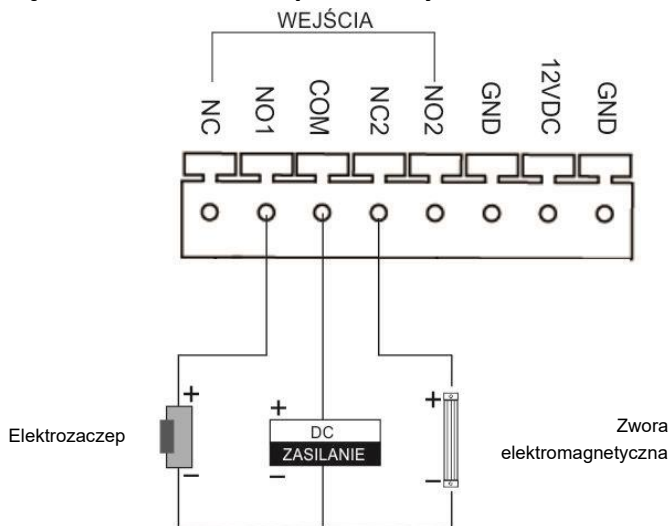 WEJŚCIA
NC
NO1
COM
NC2
NO2
GND
12VDC
GND
+
+
+
Elektrozaczep
DC
ZASILANIE
Zwora
elektromagnetyczna
−
−
−